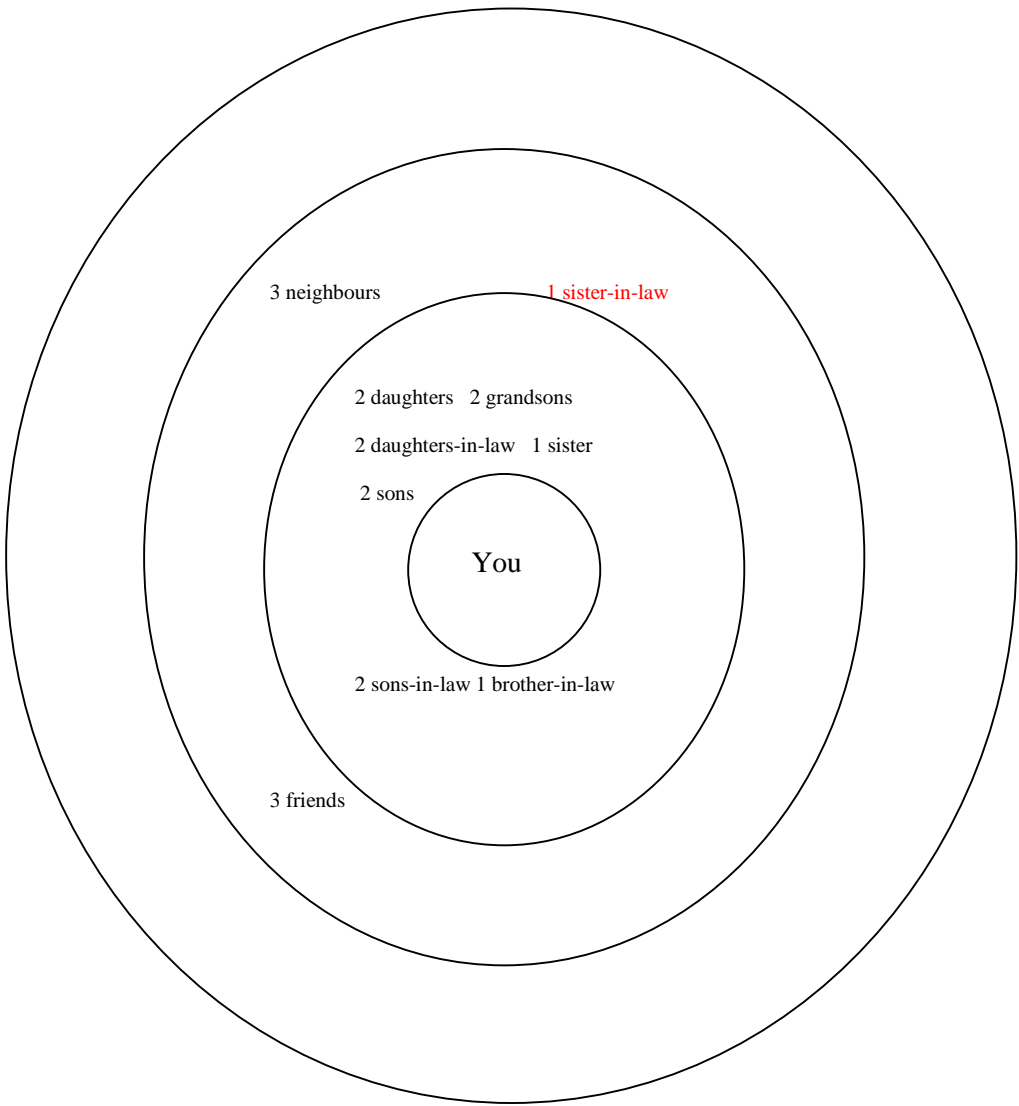 3 neighbours 1 sister-in-law
2 daughters 2 grandsons
2 daughters-in-law 1 sister
2 sons
You
2 sons-in-law 1 brother-in-law
3 friends